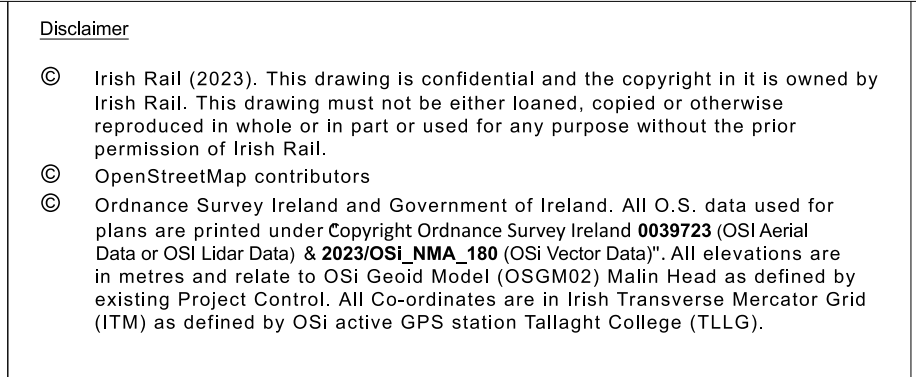 Disclaimer
© Irish Rail (2023). This drawing is confidential and the copyright in it is owned by
Irish Rail. This drawing must not be either loaned, copied or otherwise
reproduced in whole or in part or used for any purpose without the prior
permission of Irish Rail.
© OpenStreetMap contributors
© Ordnance Survey Ireland and Government of Ireland. All O.S. data used for
plans are printed under "Copyright Ordnance Survey Ireland 0039723 (OSI Aerial
Data or OSI Lidar Data) & 2023/OSi_NMA_180 (OSi Vector Data)". All elevations are
in metres and relate to OSi Geoid Model (OSGM02) Malin Head as defined by
existing Project Control. All Co-ordinates are in Irish Transverse Mercator Grid
(ITM) as defined by OSi active GPS station Tallaght College (TLLG).